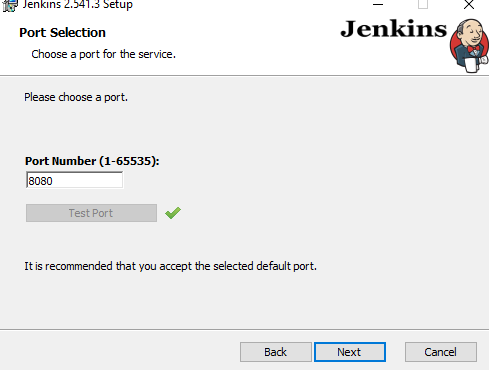 Jenkins 2.541.3 Setup
Port Selection
Choose a port for the service.
Jenkins
Please choose a port.
Port Number (1-65535):
8080
Test Port
It is recommended that you accept the selected default port.
Back
Next
Cancel